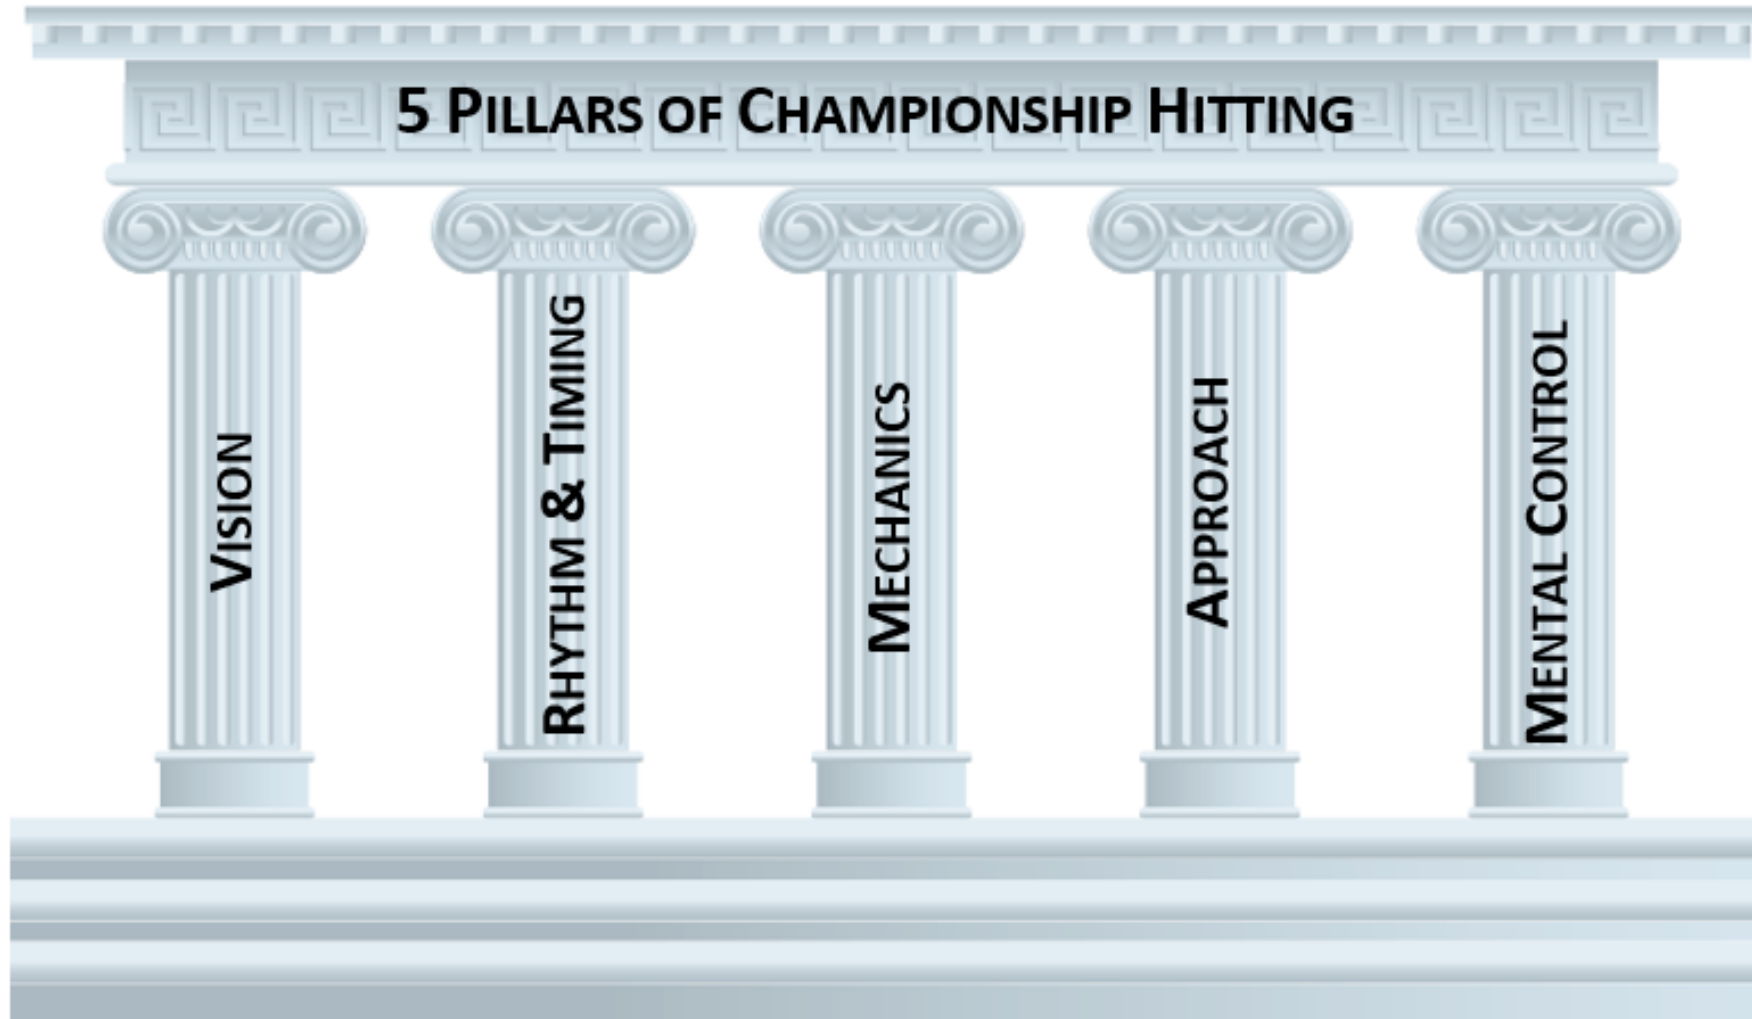 5 PILLARS OF CHAMPIONSHIP HITTING
VISION
RHYTHM & TIMING
MECHANICS
APPROACH
MENTAL CONTROL